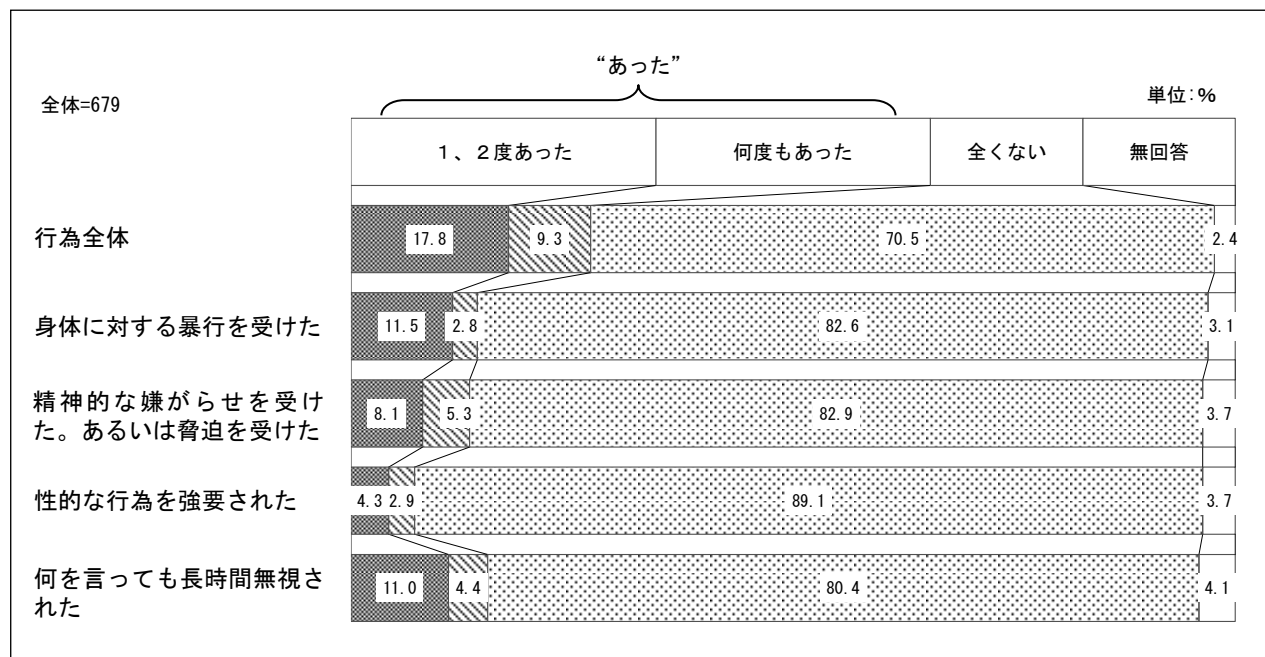 “あった”
全体=679
単位：％
１、２度あった 何度もあった 全くない 無回答
行為全体 17.8 9.3 70.5 2.4
身体に対する暴行を受けた 11.5 2.8 82.6 3.1
精神的な嫌がらせを受け
た。あるいは脅迫を受けた 8.1 5.3 82.9 3.7
性的な行為を強要された 4.3 2.9 89.1 3.7
何を言っても長時間無視さ
れた 11.0 4.4 80.4 4.1